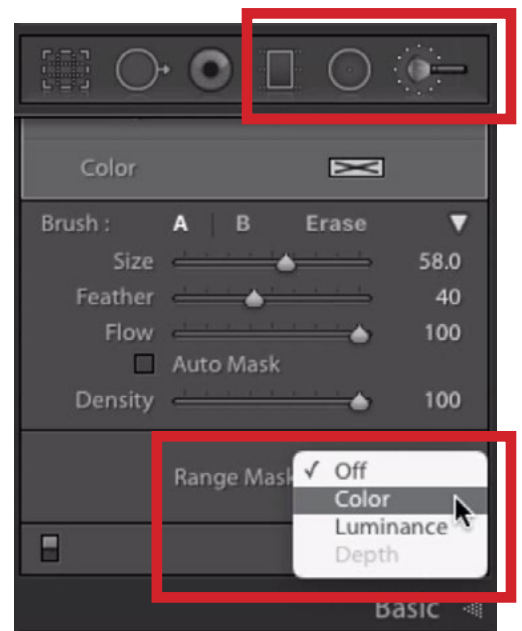 Color
Brush : A B Erase
Size 58.0
Feather 40
Flow 100
Auto Mask
Density 100
Range Mask
✓ Off
Color
Luminance
Depth
Basic